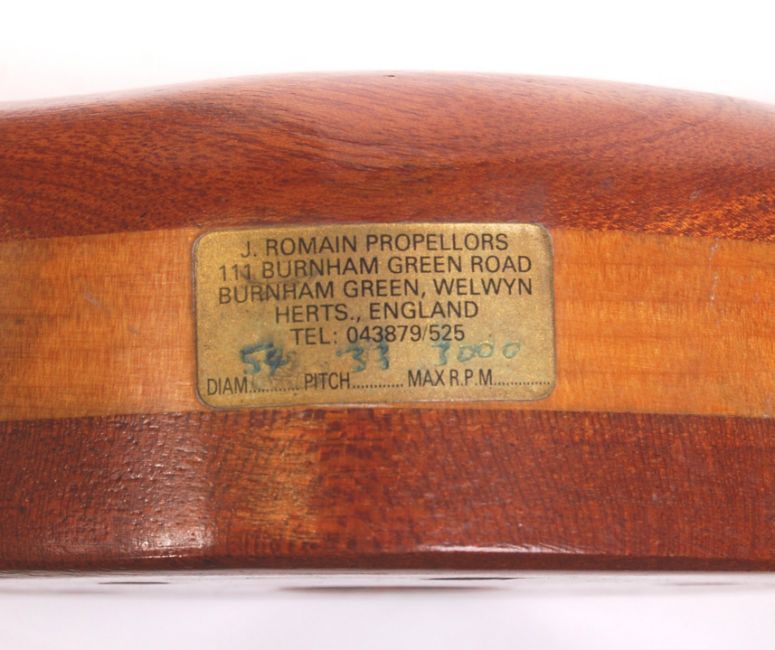 J. ROMAIN PROPELLORS
111 BURNHAM GREEN ROAD
BURNHAM GREEN, WELWYN
HERTS., ENGLAND
TEL: 043879/525
54 33 3000
DIAM............ PITCH............ MAX R.P.M..............